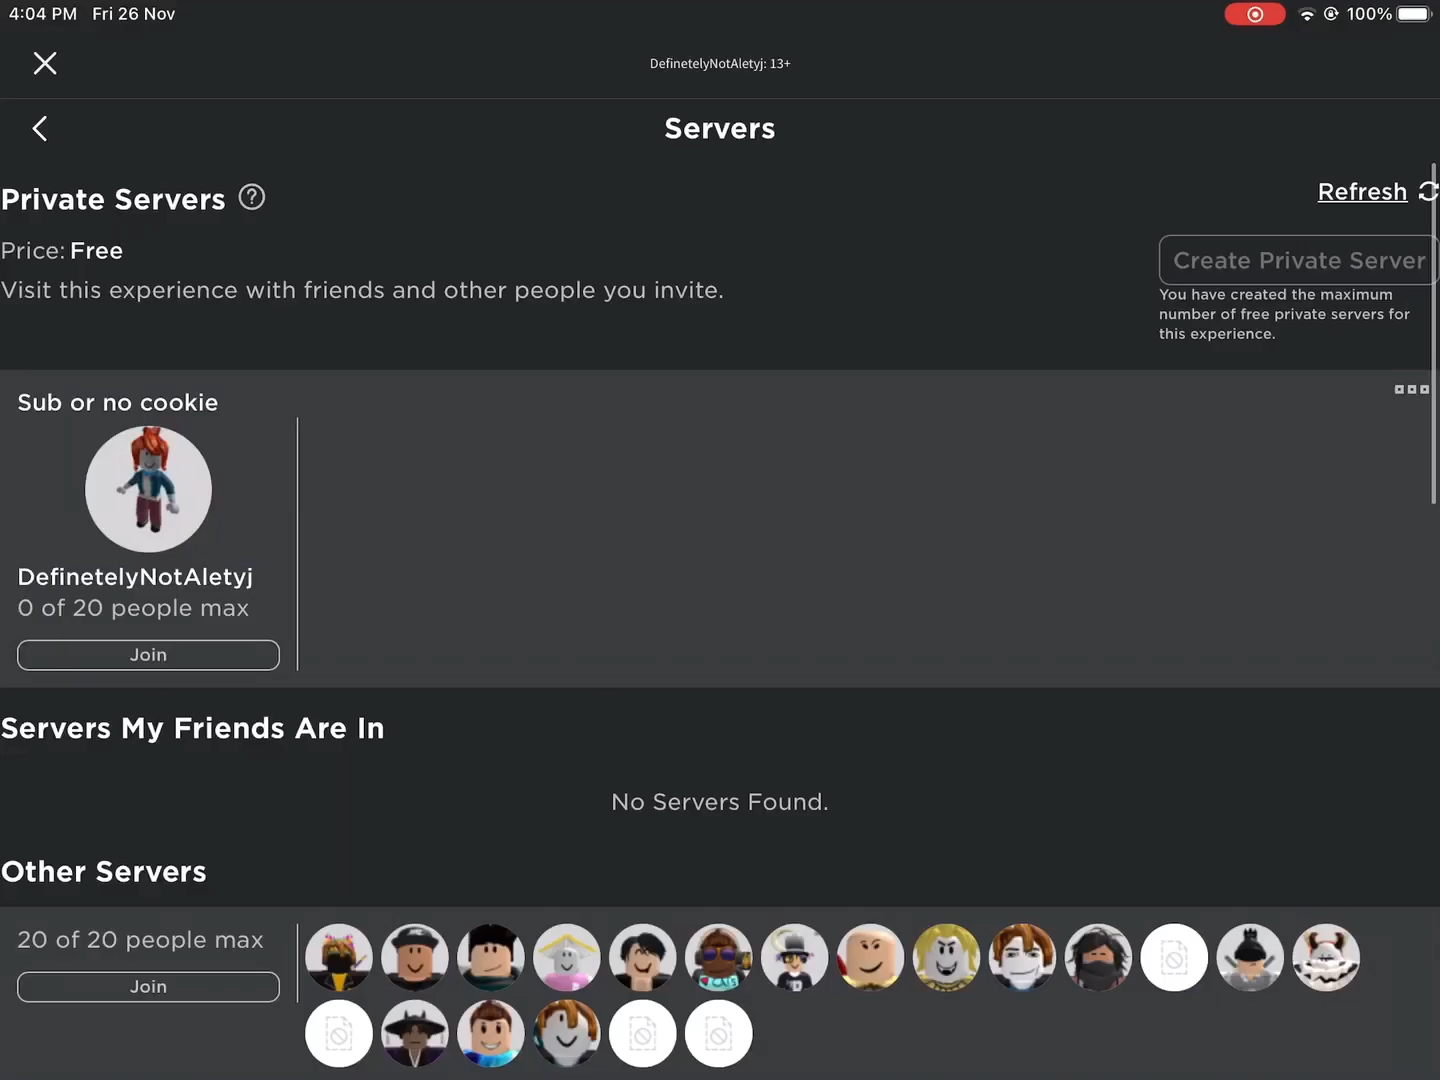 4:04 PM Fri 26 Nov
100%
DefinetelyNotAletyj: 13+
Servers
Private Servers
Refresh
Price: Free
Create Private Server
Visit this experience with friends and other people you invite.
You have created the maximum
number of free private servers for
this experience.
Sub or no cookie
DefinetelyNotAletyj
0 of 20 people max
Join
Servers My Friends Are In
No Servers Found.
Other Servers
20 of 20 people max
Join